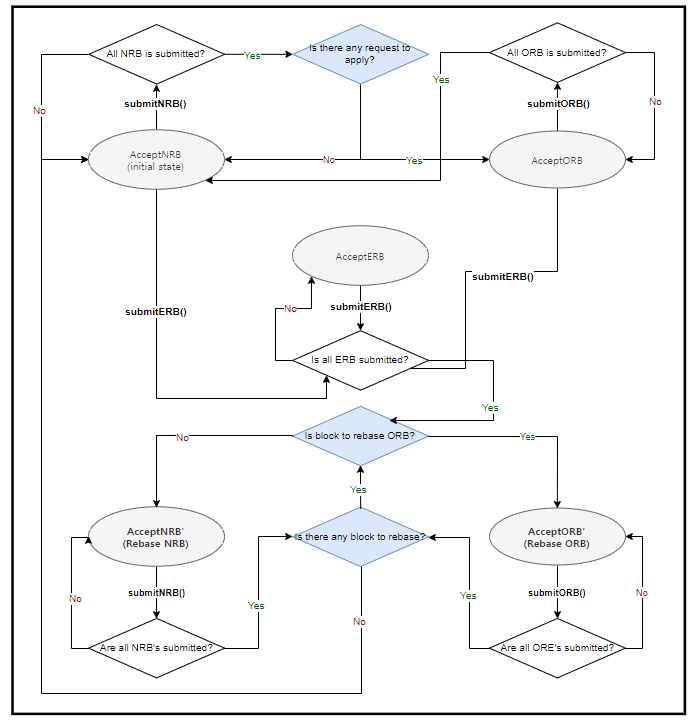 All NRB is submitted?
Yes
Is there any request to
apply?
All ORB is submitted?
Yes
No
submitNRB()
submitORB()
No
AcceptNRB
(initial state)
No
Yes
AcceptORB
AcceptERB
submitERB()
No
submitERB()
submitERB()
Is all ERB submitted?
Yes
No
Is block to rebase ORB?
Yes
Yes
AcceptNRB'
(Rebase NRB)
Is there any block to rebase?
AcceptORB'
(Rebase ORB)
No
submitNRB()
Yes
No
Yes
submitORB()
No
Are all NRB's submitted?
Are all ORE's submitted?